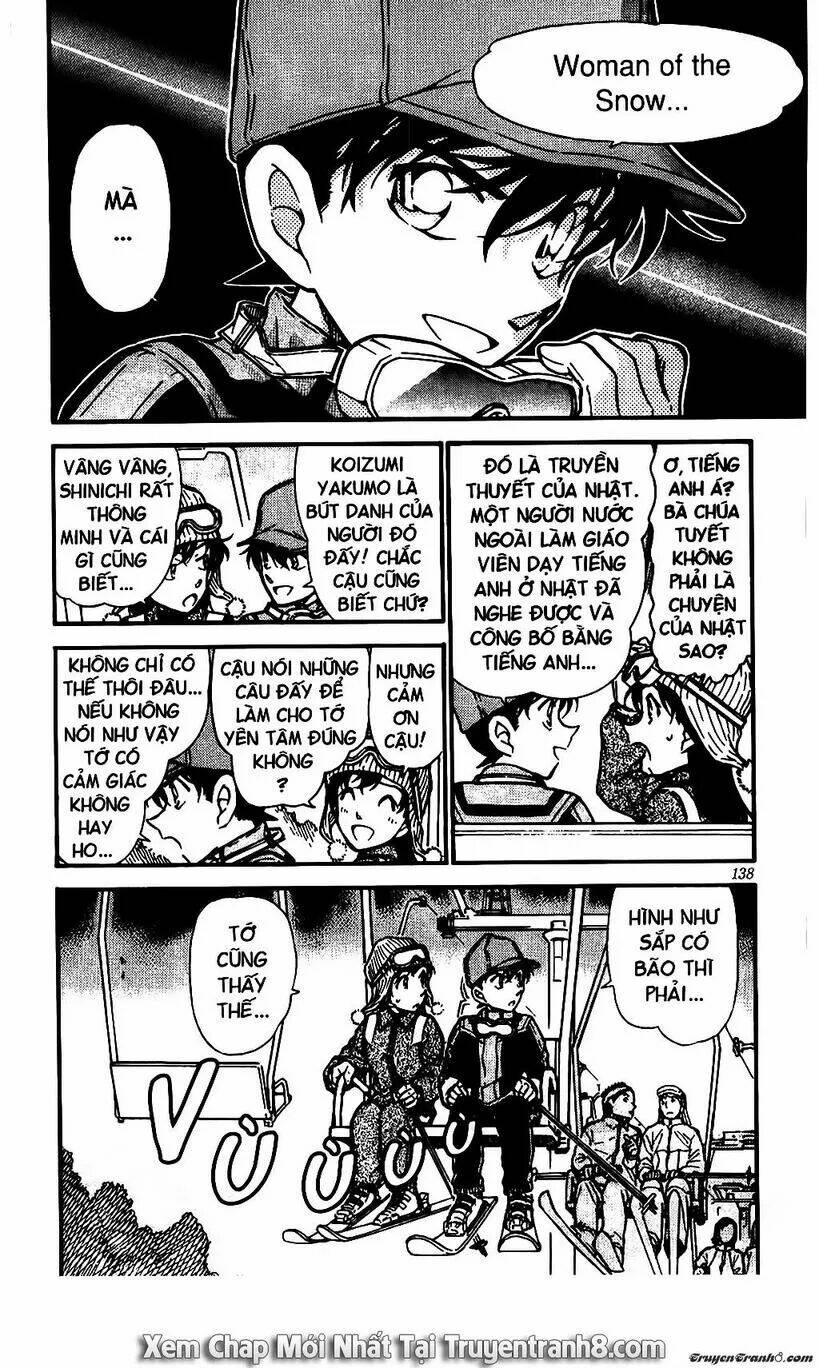 Woman of the
Snow...
MÀ
...
Ơ, TIẾNG
ANH Á?
BÀ CHÚA
TUYẾT
KHÔNG
PHẢI LÀ
CHUYỆN
CỦA NHẬT
SAO?
ĐÓ LÀ TRUYỀN
THUYẾT CỦA NHẬT.
MỘT NGƯỜI NƯỚC
NGOÀI LÀM GIÁO
VIÊN DẠY TIẾNG
ANH Ở NHẬT ĐÃ
NGHE ĐƯỢC VÀ
CÔNG BỐ BẰNG
TIẾNG ANH...
KOIZUMI
YAKUMO LÀ
BÚT DANH CỦA
NGƯỜI ĐÓ
ĐẤY! CHẮC
CẬU CŨNG
BIẾT CHỨ?
VÂNG VÂNG,
SHINICHI RẤT
THÔNG
MINH VÀ CÁI
GÌ CŨNG
BIẾT...
NHƯNG
CẢM
ƠN
CẬU!
CẬU NÓI NHỮNG
CÂU ĐẤY ĐỂ
LÀM CHO TỚ
YÊN TÂM ĐÚNG
KHÔNG
?
KHÔNG CHỈ CÓ
THẾ THÔI ĐÂU...
NẾU KHÔNG
NÓI NHƯ VẬY
TỚ CÓ
CẢM GIÁC
KHÔNG
HAY
HO...
138
HÌNH NHƯ
SẮP CÓ
BÃO THÌ
PHẢI...
TỚ
CŨNG
THẤY
THẾ...
VÙ Ù Ù Ù
Xem Chap Mới Nhất Tại Truyentranh8.com
TruyenTranh8.com